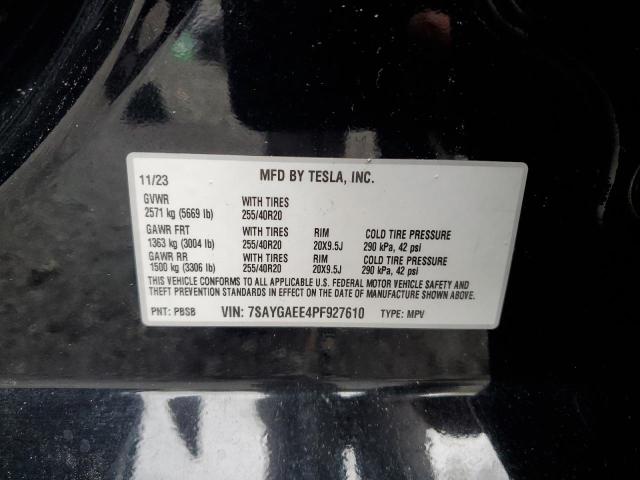 11/23 MFD BY TESLA, INC.
GVWR WITH TIRES
2571 kg (5669 lb) 255/40R20
GAWR FRT WITH TIRES RIM COLD TIRE PRESSURE
1363 kg (3004 lb) 255/40R20 20X9.5J 290 kPa, 42 psi
GAWR RR WITH TIRES RIM COLD TIRE PRESSURE
1500 kg (3306 lb) 255/40R20 20X9.5J 290 kPa, 42 psi
THIS VEHICLE CONFORMS TO ALL APPLICABLE U.S. FEDERAL MOTOR VEHICLE SAFETY AND
THEFT PREVENTION STANDARDS IN EFFECT ON THE DATE OF MANUFACTURE SHOWN ABOVE.
PNT: PBSB VIN: 7SAYGAEE4PF927610 TYPE: MPV